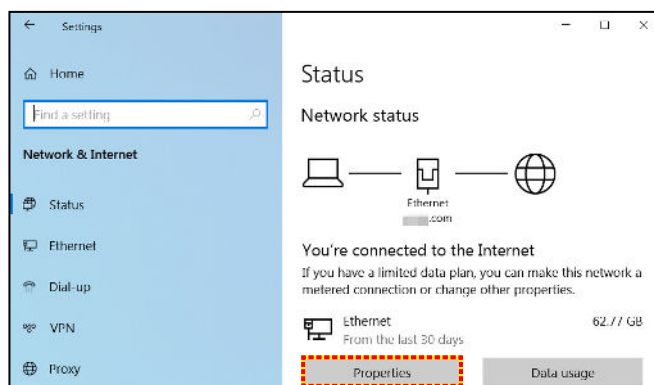 Settings
Home
Find a setting
Network & Internet
Status
Ethernet
Dial-up
VPN
Proxy
Status
Network status
Ethernet
.com
You're connected to the Internet
If you have a limited data plan, you can make this network a
metered connection or change other properties.
Ethernet 62.77 GB
From the last 30 days
Properties Data usage